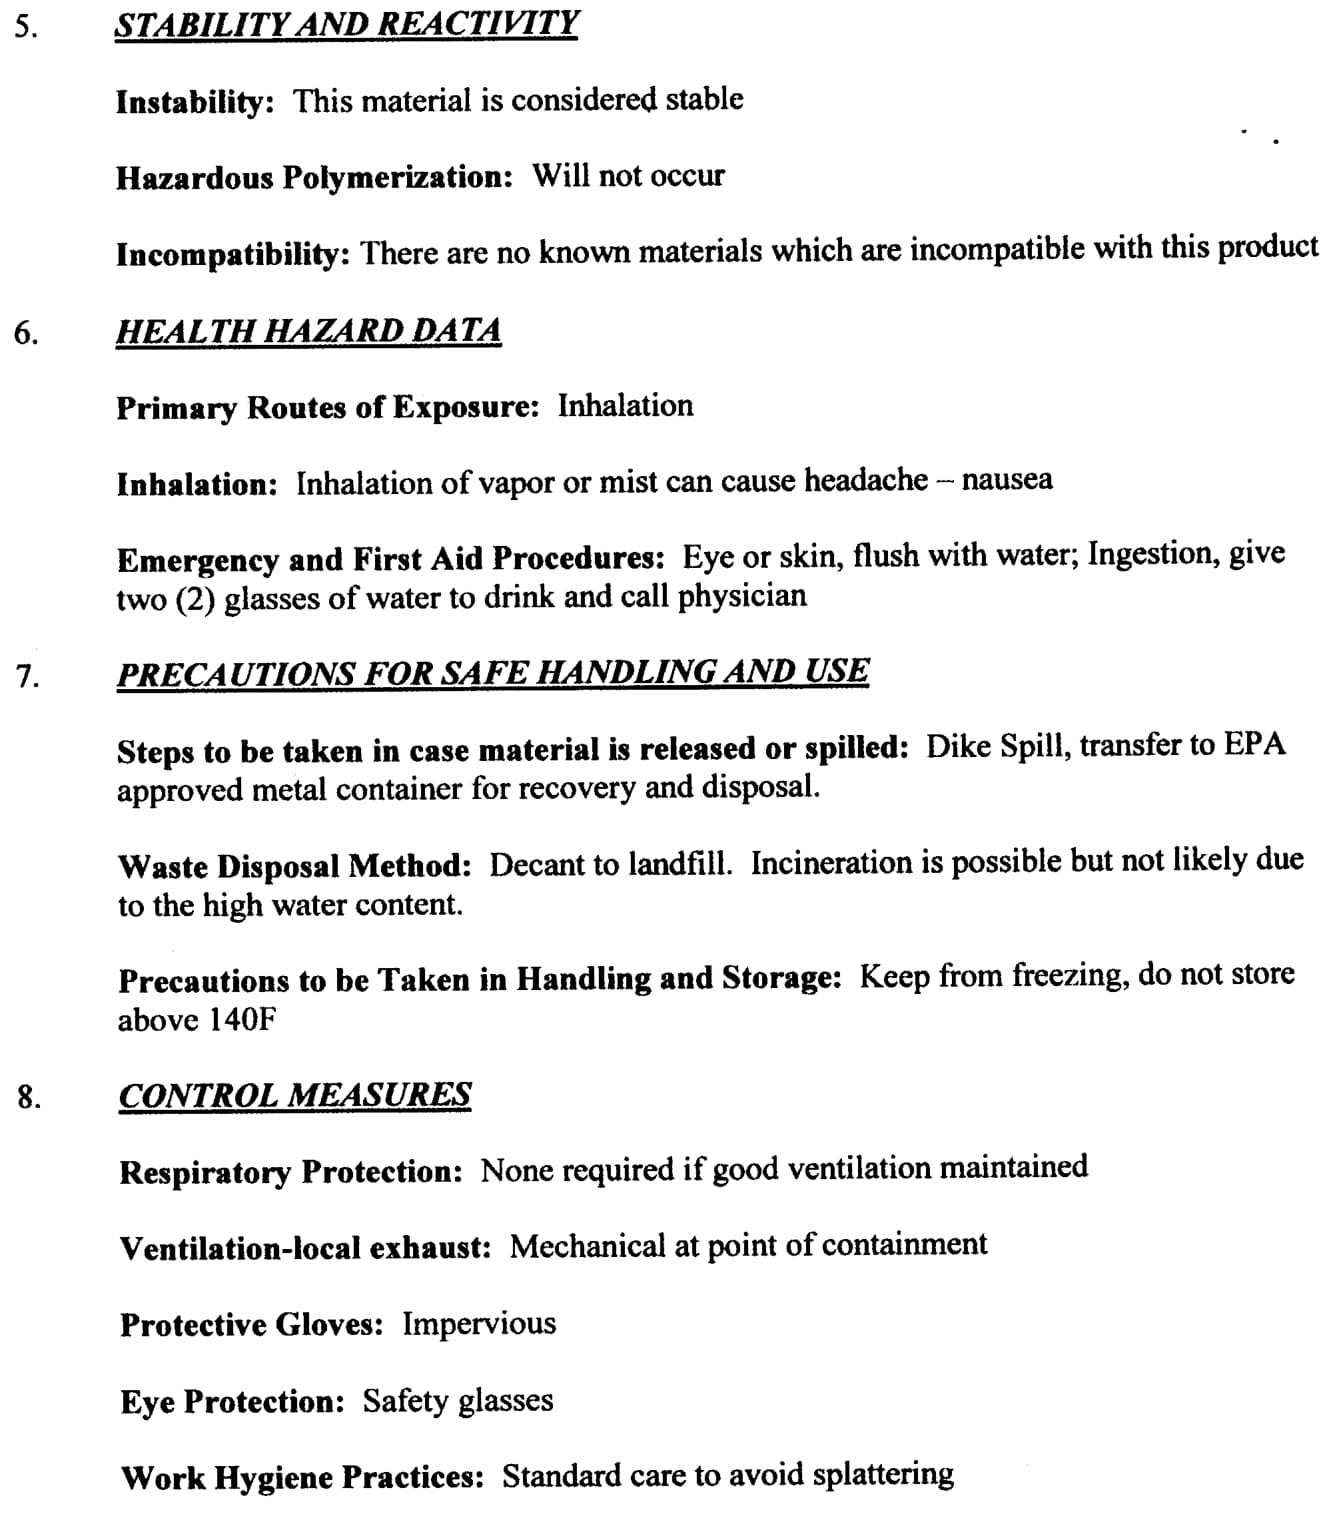 5. STABILITY AND REACTIVITY
Instability: This material is considered stable
Hazardous Polymerization: Will not occur
Incompatibility: There are no known materials which are incompatible with this product
6. HEALTH HAZARD DATA
Primary Routes of Exposure: Inhalation
Inhalation: Inhalation of vapor or mist can cause headache – nausea
Emergency and First Aid Procedures: Eye or skin, flush with water; Ingestion, give
two (2) glasses of water to drink and call physician
7. PRECAUTIONS FOR SAFE HANDLING AND USE
Steps to be taken in case material is released or spilled: Dike Spill, transfer to EPA
approved metal container for recovery and disposal.
Waste Disposal Method: Decant to landfill. Incineration is possible but not likely due
to the high water content.
Precautions to be Taken in Handling and Storage: Keep from freezing, do not store
above 140F
8. CONTROL MEASURES
Respiratory Protection: None required if good ventilation maintained
Ventilation-local exhaust: Mechanical at point of containment
Protective Gloves: Impervious
Eye Protection: Safety glasses
Work Hygiene Practices: Standard care to avoid splattering